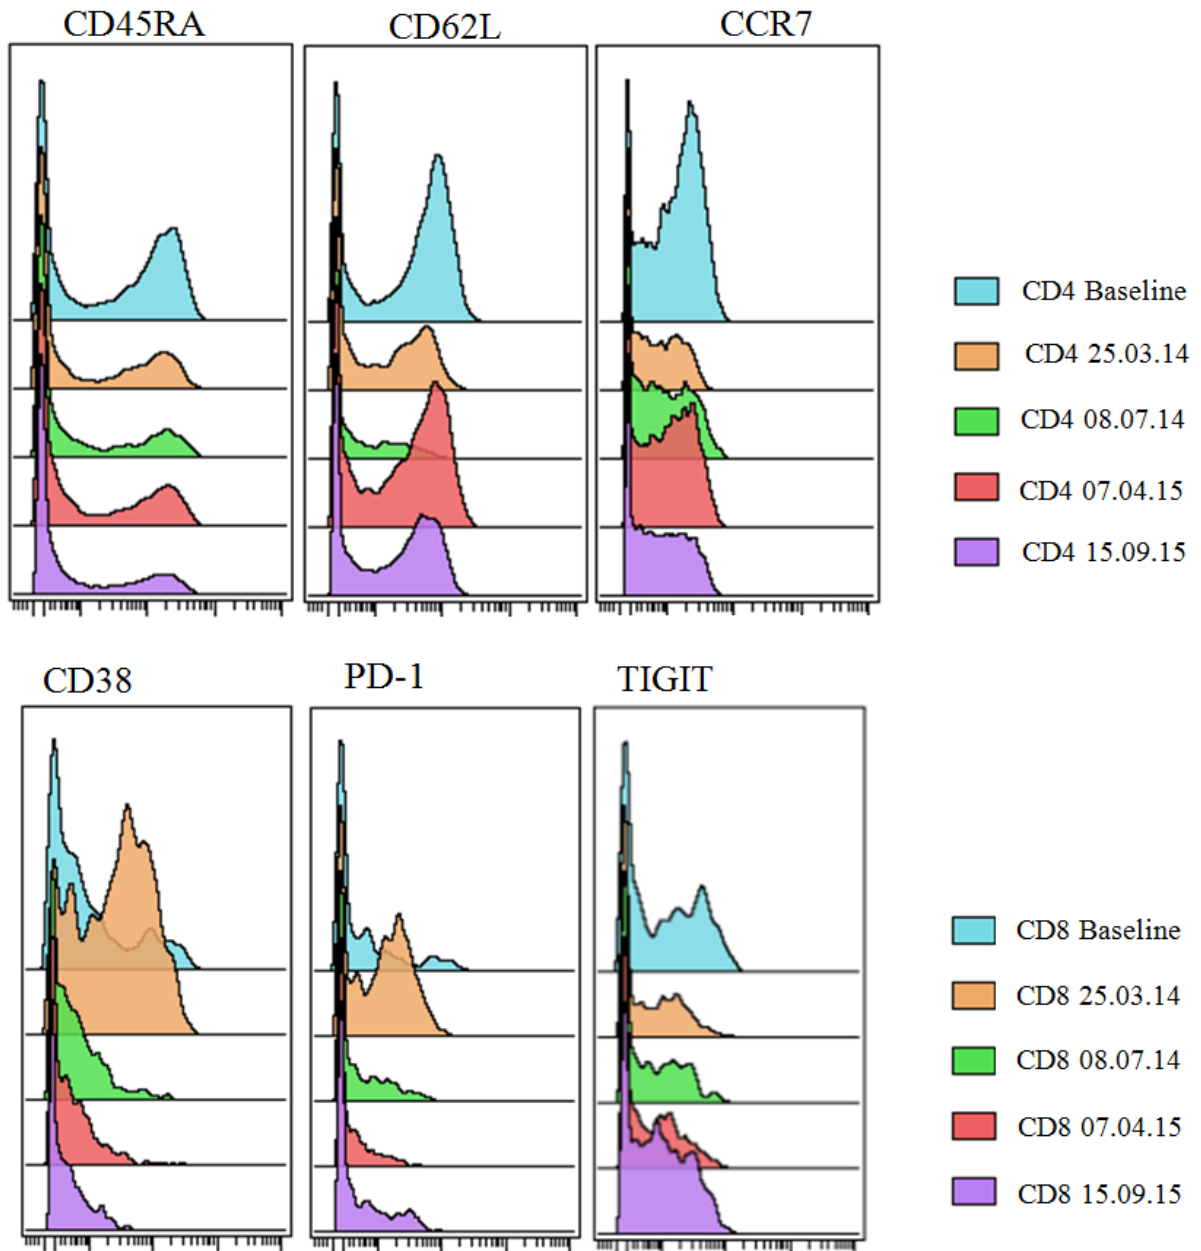 CD45RA
CD62L
CCR7
CD4 Baseline
CD4 25.03.14
CD4 08.07.14
CD4 07.04.15
CD4 15.09.15
CD38
PD-1
TIGIT
CD8 Baseline
CD8 25.03.14
CD8 08.07.14
CD8 07.04.15
CD8 15.09.15